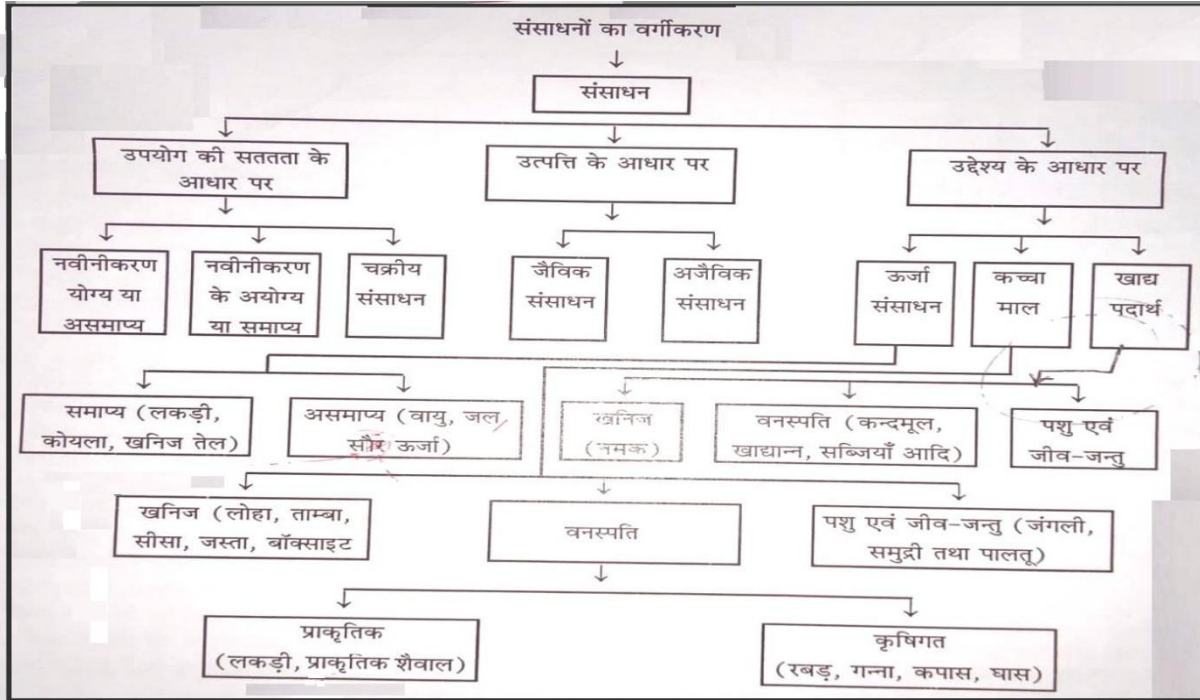 संसाधनों का वर्गीकरण
संसाधन
उपयोग की सततता के
आधार पर
उत्पत्ति के आधार पर
उद्देश्य के आधार पर
नवीनीकरण
योग्य या
असमाप्य
नवीनीकरण
के अयोग्य
या समाप्य
चक्रीय
संसाधन
जैविक
संसाधन
अजैविक
संसाधन
ऊर्जा
संसाधन
कच्चा
माल
खाद्य
पदार्थ
समाप्य (लकड़ी,
कोयला, खनिज तेल)
असमाप्य (वायु, जल,
सौर ऊर्जा)
खनिज
(नमक)
वनस्पति (कन्दमूल,
खाद्यान्न, सब्जियाँ आदि)
पशु एवं
जीव-जन्तु
खनिज (लोहा, ताम्बा,
सीसा, जस्ता, बॉक्साइट
वनस्पति
पशु एवं जीव-जन्तु (जंगली,
समुद्री तथा पालतू)
प्राकृतिक
(लकड़ी, प्राकृतिक शैवाल)
कृषिगत
(रबड़, गन्ना, कपास, घास)